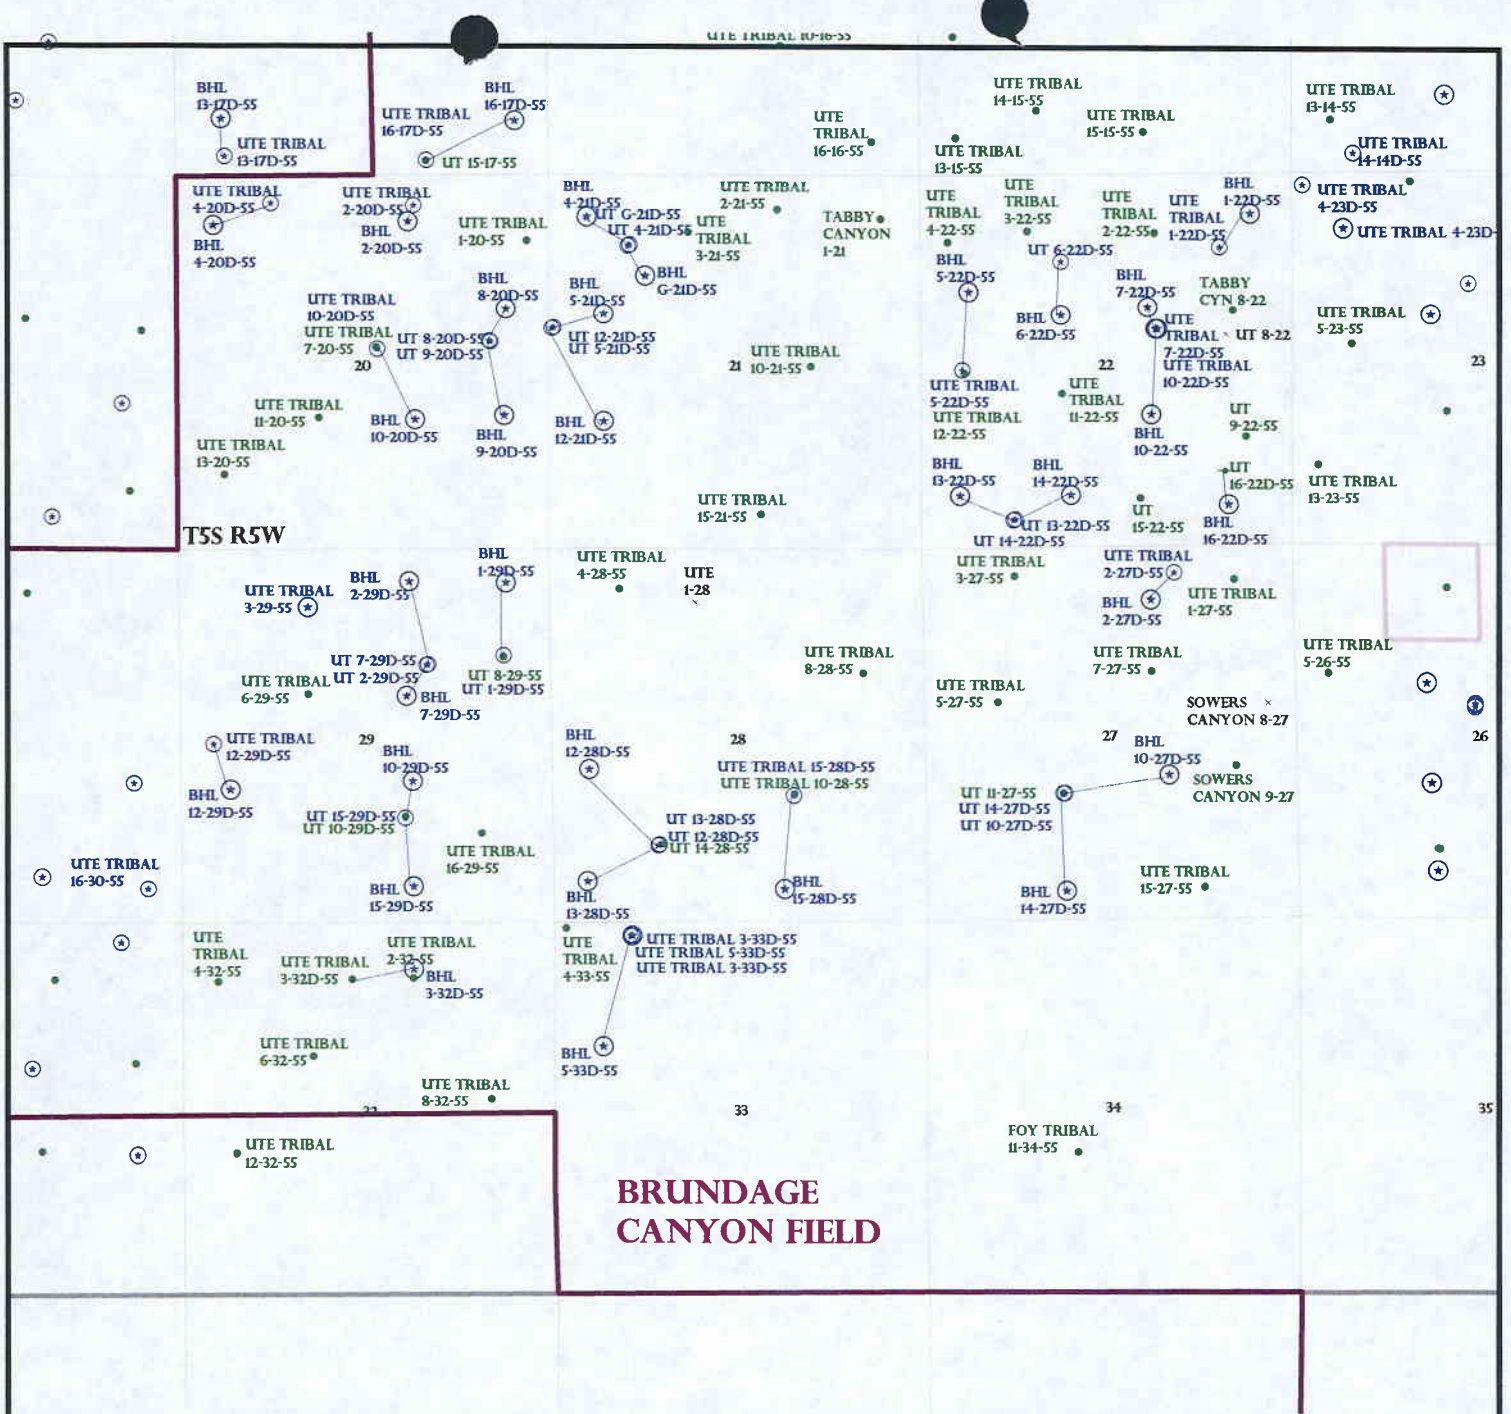 UTE TRIBAL 10-16-55
BHL
13-17D-55
UTE TRIBAL
13-17D-55
UTE TRIBAL
16-17D-55
BHL
16-17D-55
UT 15-17-55
UTE
TRIBAL
16-16-55
UTE TRIBAL
14-15-55
UTE TRIBAL
15-15-55
UTE TRIBAL
13-15-55
UTE TRIBAL
13-14-55
UTE TRIBAL
14-14D-55
UTE TRIBAL
4-20D-55
BHL
4-20D-55
UTE TRIBAL
2-20D-55
BHL
2-20D-55
UTE TRIBAL
1-20-55
BHL
4-21D-55
UT G-21D-55
UT 4-21D-55
BHL
G-21D-55
UTE
TRIBAL
3-21-55
UTE TRIBAL
2-21-55
TABBY
CANYON
1-21
UTE
TRIBAL
4-22-55
UTE
TRIBAL
3-22-55
UTE
TRIBAL
2-22-55
UTE
TRIBAL
1-22D-55
BHL
1-22D-55
UTE TRIBAL
4-23D-55
UTE TRIBAL 4-23D-
BHL
5-22D-55
UT 6-22D-55
BHL
6-22D-55
BHL
7-22D-55
UTE
TRIBAL
7-22D-55
UTE TRIBAL
10-22D-55
TABBY
CYN 8-22
UT 8-22
UTE TRIBAL
5-23-55
UTE TRIBAL
10-20D-55
UTE TRIBAL
7-20-55
20
BHL
8-20D-55
UT 8-20D-55
UT 9-20D-55
BHL
5-21D-55
UT 12-21D-55
UT 5-21D-55
21
UTE TRIBAL
10-21-55
22
23
UTE TRIBAL
11-20-55
BHL
10-20D-55
BHL
9-20D-55
BHL
12-21D-55
UTE TRIBAL
5-22D-55
UTE TRIBAL
12-22-55
UTE
TRIBAL
11-22-55
BHL
10-22-55
UT
9-22-55
UTE TRIBAL
13-20-55
UTE TRIBAL
15-21-55
BHL
13-22D-55
BHL
14-22D-55
UT 13-22D-55
UT 14-22D-55
UT
15-22-55
UT
16-22D-55
BHL
16-22D-55
UTE TRIBAL
13-23-55
T5S R5W
UTE TRIBAL
3-29-55
BHL
2-29D-55
BHL
1-29D-55
UTE TRIBAL
4-28-55
UTE
1-28
UTE TRIBAL
3-27-55
UTE TRIBAL
2-27D-55
BHL
2-27D-55
UTE TRIBAL
1-27-55
UTE TRIBAL
6-29-55
UT 7-29D-55
UT 2-29D-55
BHL
7-29D-55
UT 8-29-55
UT 1-29D-55
UTE TRIBAL
8-28-55
UTE TRIBAL
5-27-55
UTE TRIBAL
7-27-55
UTE TRIBAL
5-26-55
SOWERS
CANYON 8-27
UTE TRIBAL
12-29D-55
BHL
12-29D-55
29
BHL
10-29D-55
BHL
12-28D-55
28
UTE TRIBAL 15-28D-55
UTE TRIBAL 10-28-55
27
BHL
10-27D-55
SOWERS
CANYON 9-27
26
UT 15-29D-55
UT 10-29D-55
UTE TRIBAL
16-29-55
UT 13-28D-55
UT 12-28D-55
UT 14-28-55
UT 11-27-55
UT 14-27D-55
UT 10-27D-55
UTE TRIBAL
16-30-55
BHL
15-29D-55
BHL
13-28D-55
BHL
15-28D-55
BHL
14-27D-55
UTE TRIBAL
15-27-55
UTE
TRIBAL
4-32-55
UTE TRIBAL
3-32D-55
UTE TRIBAL
2-32-55
BHL
3-32D-55
UTE
TRIBAL
4-33-55
UTE TRIBAL 3-33D-55
UTE TRIBAL 5-33D-55
UTE TRIBAL 3-33D-55
UTE TRIBAL
6-32-55
BHL
5-33D-55
UTE TRIBAL
8-32-55
32
33
34
35
UTE TRIBAL
12-32-55
FOY TRIBAL
11-34-55
BRUNDAGE
CANYON FIELD